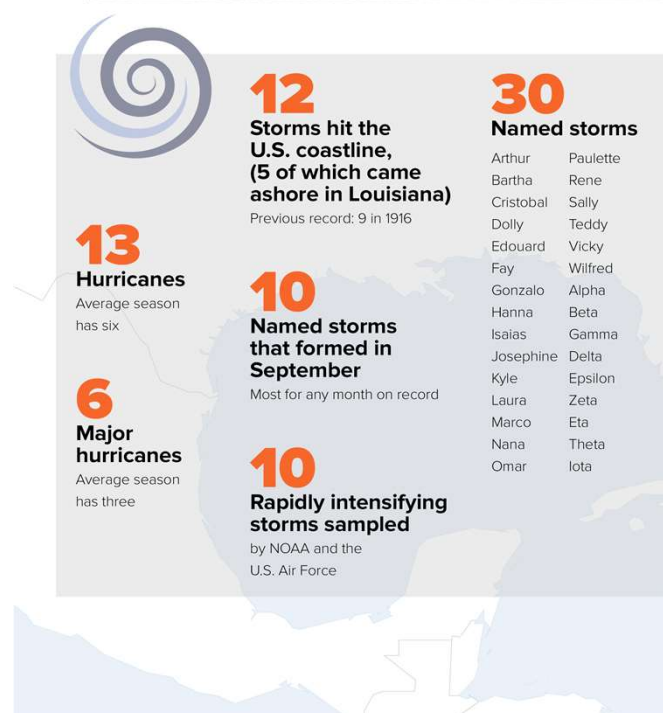 13
Hurricanes
Average season
has six
6
Major
hurricanes
Average season
has three
12
Storms hit the
U.S. coastline,
(5 of which came
ashore in Louisiana)
Previous record: 9 in 1916
10
Named storms
that formed in
September
Most for any month on record
10
Rapidly intensifying
storms sampled
by NOAA and the
U.S. Air Force
30
Named storms
Arthur
Bartha
Cristobal
Dolly
Edouard
Fay
Gonzalo
Hanna
Isaias
Josephine
Kyle
Laura
Marco
Nana
Omar
Paulette
Rene
Sally
Teddy
Vicky
Wilfred
Alpha
Beta
Gamma
Delta
Epsilon
Zeta
Eta
Theta
Iota